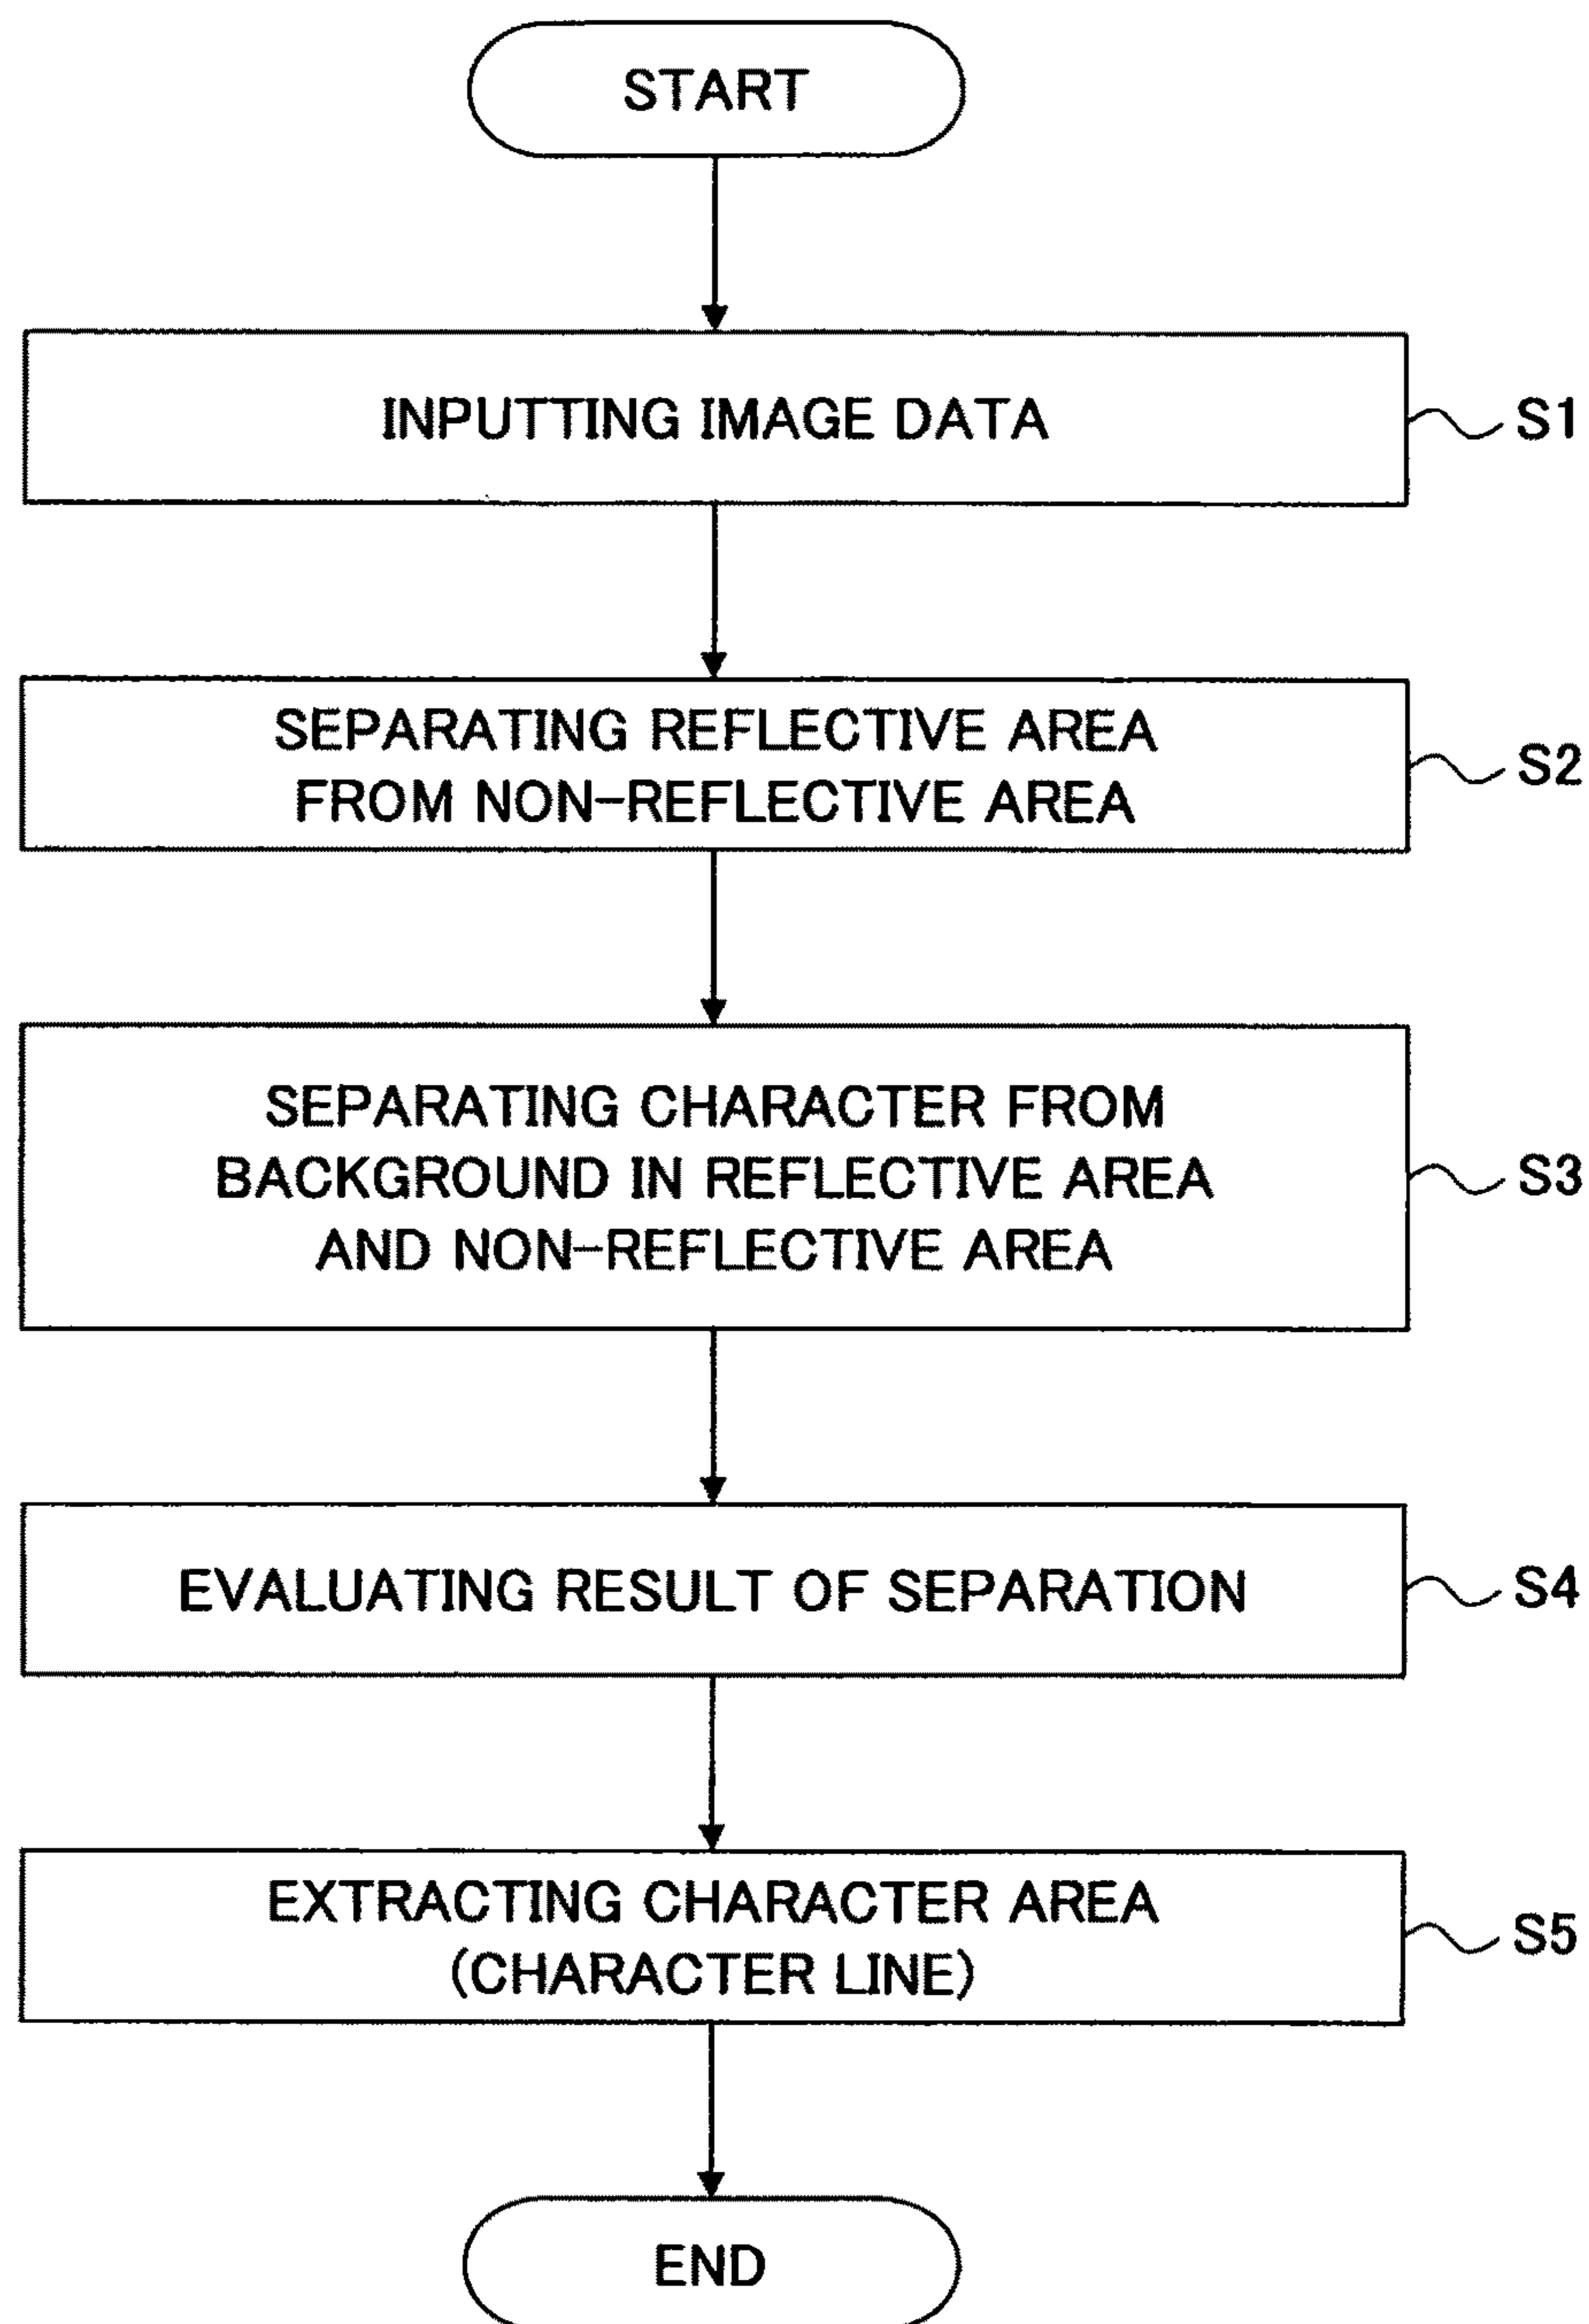 START
INPUTTING IMAGE DATA
S1
SEPARATING REFLECTIVE AREA
FROM NON-REFLECTIVE AREA
S2
SEPARATING CHARACTER FROM
BACKGROUND IN REFLECTIVE AREA
AND NON-REFLECTIVE AREA
S3
EVALUATING RESULT OF SEPARATION
S4
EXTRACTING CHARACTER AREA
(CHARACTER LINE)
S5
END